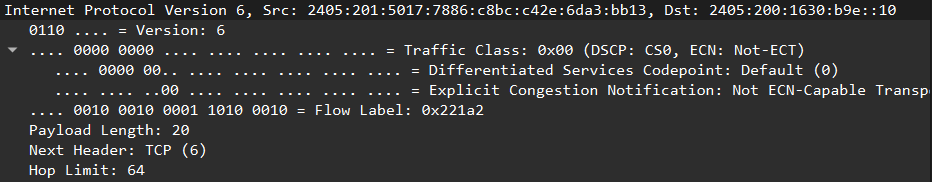 Internet Protocol Version 6, Src: 2405:201:5017:7886:c8bc:c42e:6da3:bb13, Dst: 2405:200:1630:b9e::10
0110 .... = Version: 6
.... 0000 0000 .... .... .... .... .... = Traffic Class: 0x00 (DSCP: CS0, ECN: Not-ECT)
.... 0000 00.. .... .... .... .... .... = Differentiated Services Codepoint: Default (0)
.... .... ..00 .... .... .... .... .... = Explicit Congestion Notification: Not ECN-Capable Transpo
.... 0010 0010 0001 1010 0010 = Flow Label: 0x221a2
Payload Length: 20
Next Header: TCP (6)
Hop Limit: 64